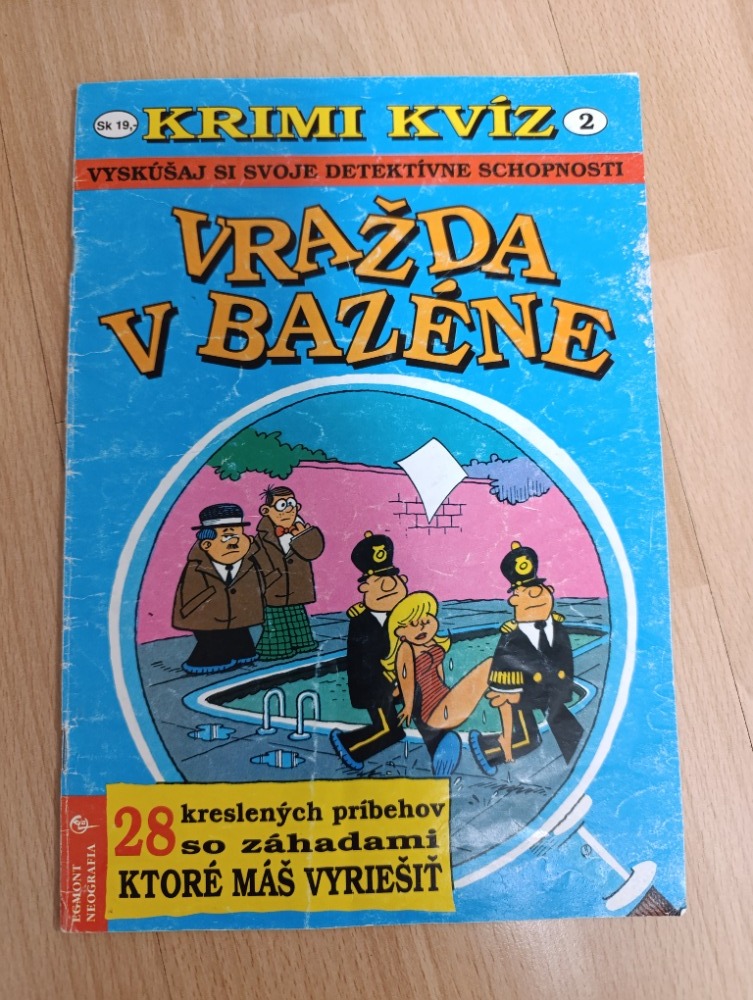 Sk 19,-
KRIMI KVÍZ
2
VYSKÚŠAJ SI SVOJE DETEKTÍVNE SCHOPNOSTI
VRAŽDA
V BAZÉNE
28 kreslených príbehov
so záhadami
KTORÉ MÁŠ VYRIEŠIŤ
EGMONT
NEOGRAFIA